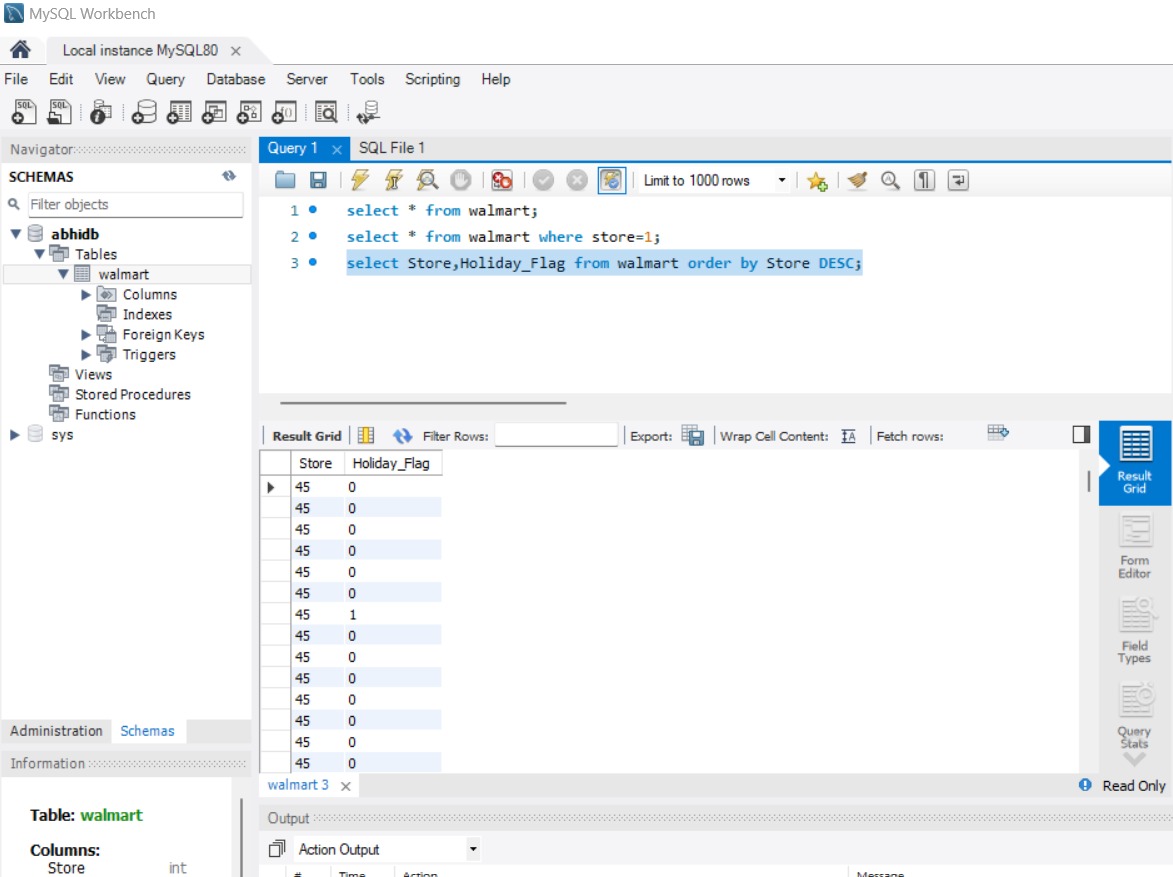 MySQL Workbench
Local instance MySQL80
File Edit View Query Database Server Tools Scripting Help
SQL SQL
Navigator
SCHEMAS
Filter objects
abhidb
Tables
walmart
Columns
Indexes
Foreign Keys
Triggers
Views
Stored Procedures
Functions
sys
Administration Schemas
Information
Table: walmart
Columns:
Store int
Query 1 SQL File 1
Limit to 1000 rows
1 select * from walmart;
2 select * from walmart where store=1;
3 select Store,Holiday_Flag from walmart order by Store DESC;
Result Grid Filter Rows: Export: Wrap Cell Content: Fetch rows:
Store Holiday_Flag
45 0
45 0
45 0
45 0
45 0
45 0
45 1
45 0
45 0
45 0
45 0
45 0
45 0
45 0
Result
Grid
Form
Editor
Field
Types
Query
Stats
walmart 3 Read Only
Output
Action Output
# Time Action Message